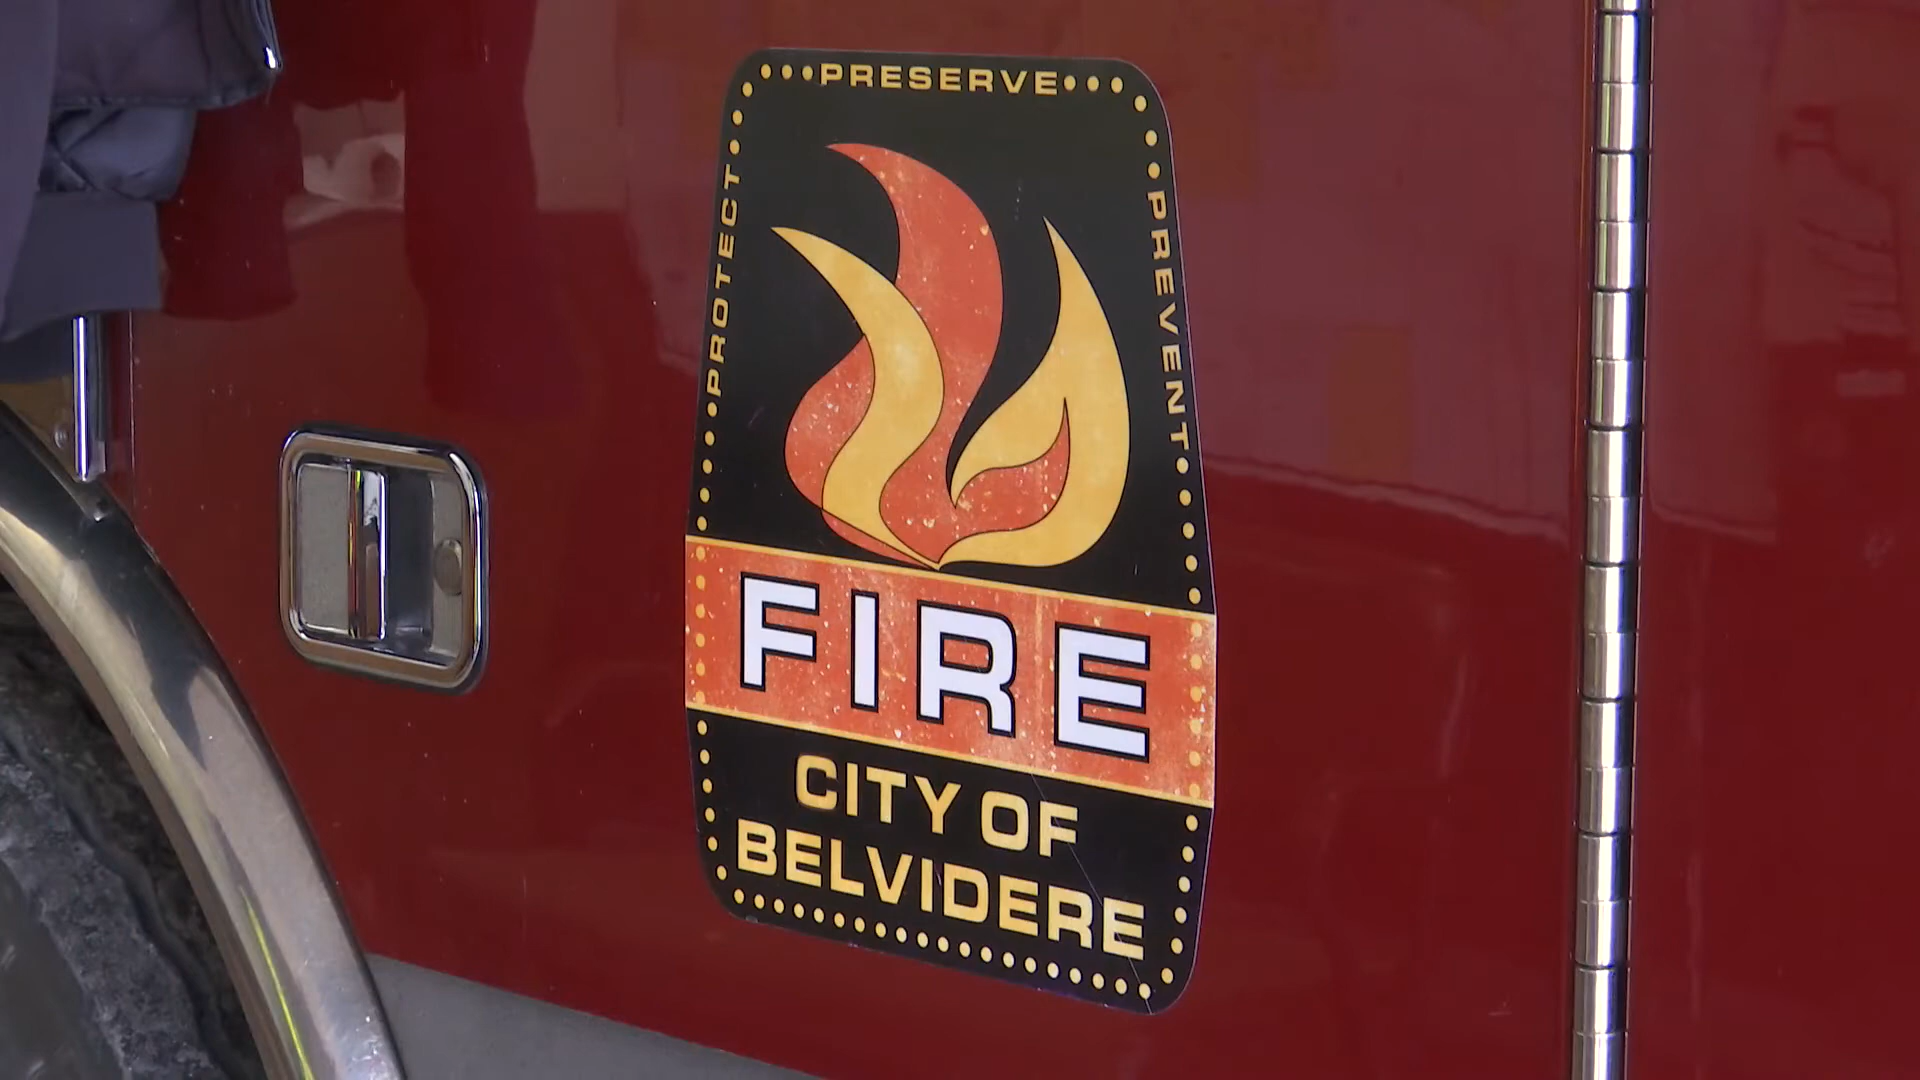 PRESERVE
PROTECT
PREVENT
FIRE
CITY OF
BELVIDERE